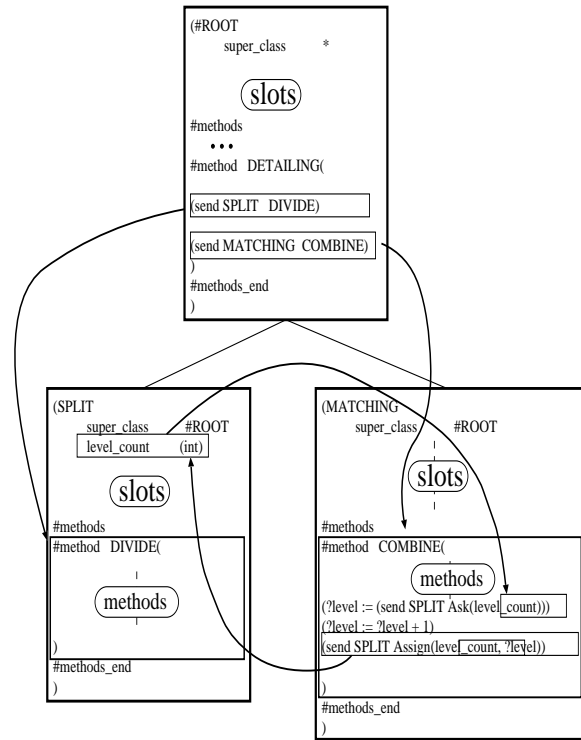 (#ROOT
super_class *
slots
#methods
• • •
#method DETAILING(
(send SPLIT DIVIDE)
(send MATCHING COMBINE)
)
#methods_end
)
(SPLIT
super_class #ROOT
level_count (int)
slots
#methods
#method DIVIDE(
methods
)
#methods_end
)
(MATCHING
super_class #ROOT
slots
#methods
#method COMBINE(
methods
(?level := (send SPLIT Ask(level_count)))
(?level := ?level + 1)
(send SPLIT Assign(level_count, ?level))
)
#methods_end
)